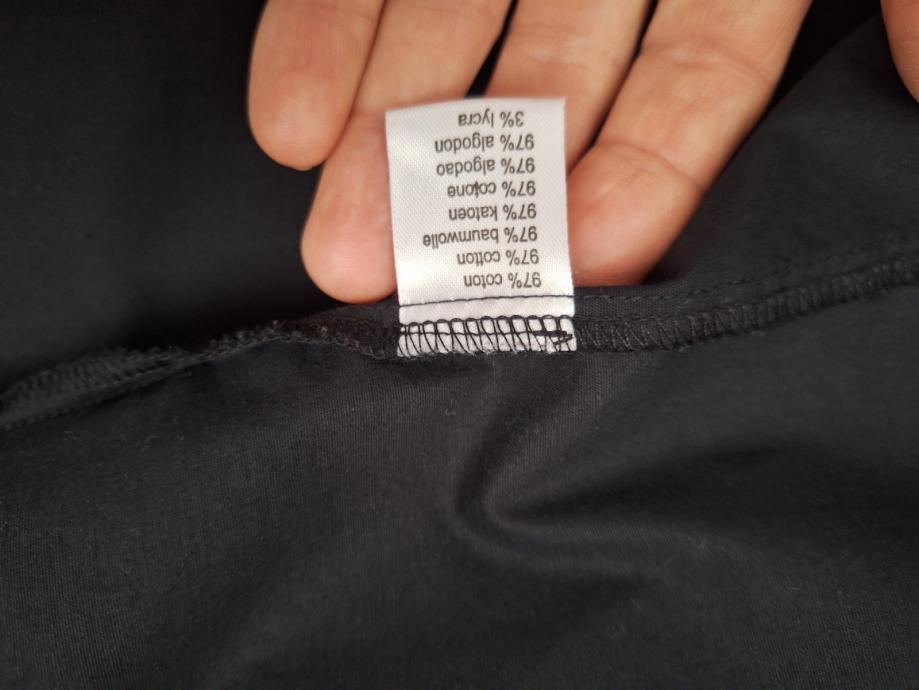 97% coton
97% cotton
97% baumwolle
97% katoen
97% cotone
97% algodao
97% algodon
3% lycra